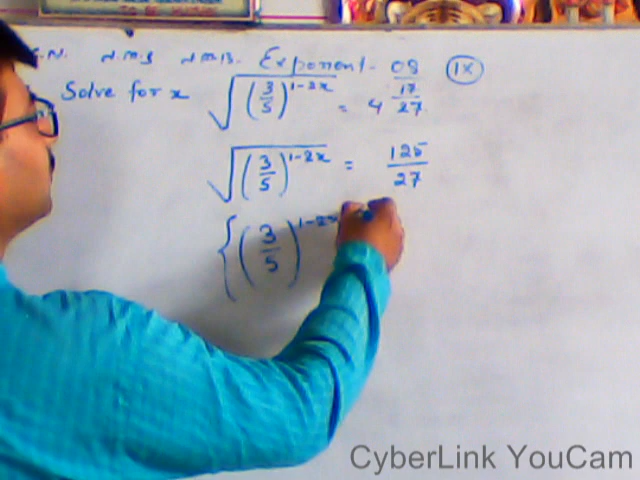 S.N. N.M.S N.M.B. Exponent - 08 IX
Solve for x √(3/5)^(1-2x) = 4 17/27
√(3/5)^(1-2x) = 125/27
{(3/5)^(1-2x
CyberLink YouCam